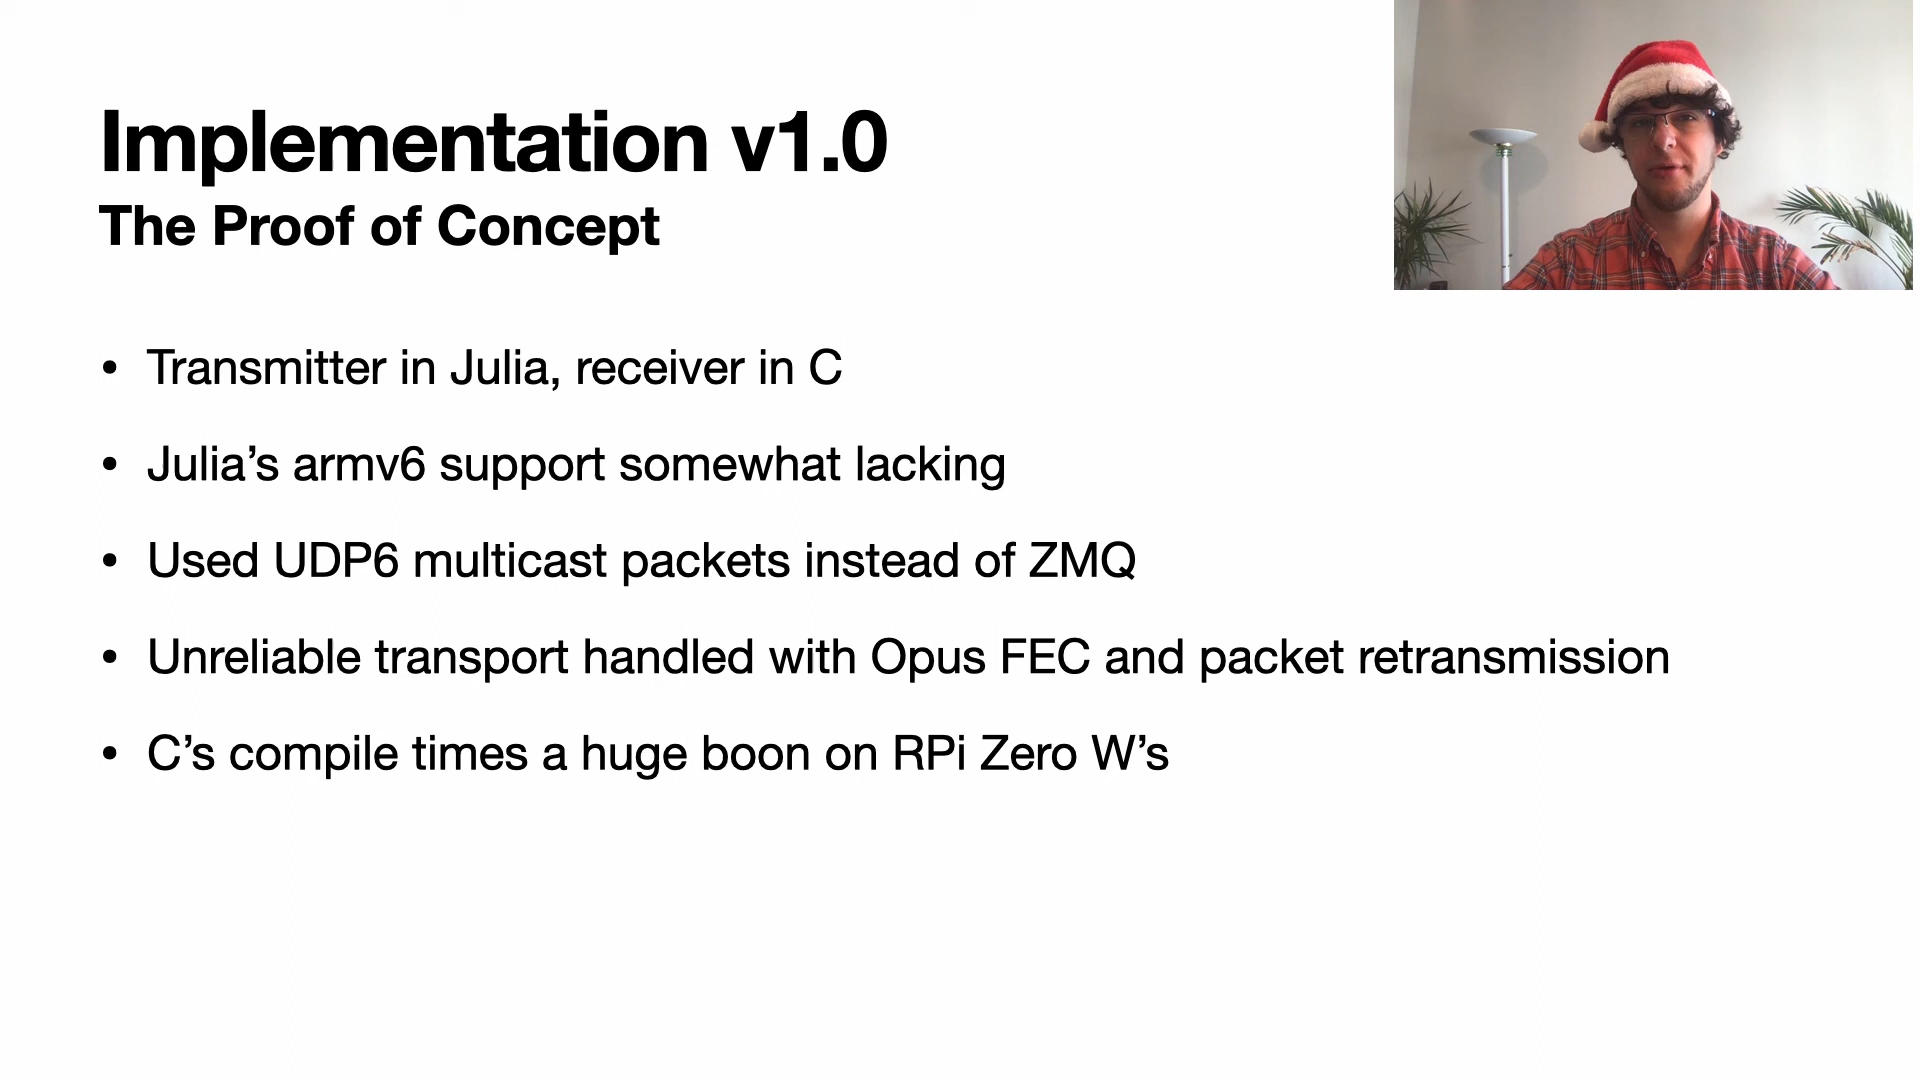 Implementation v1.0
The Proof of Concept
• Transmitter in Julia, receiver in C
• Julia’s armv6 support somewhat lacking
• Used UDP6 multicast packets instead of ZMQ
• Unreliable transport handled with Opus FEC and packet retransmission
• C’s compile times a huge boon on RPi Zero W’s